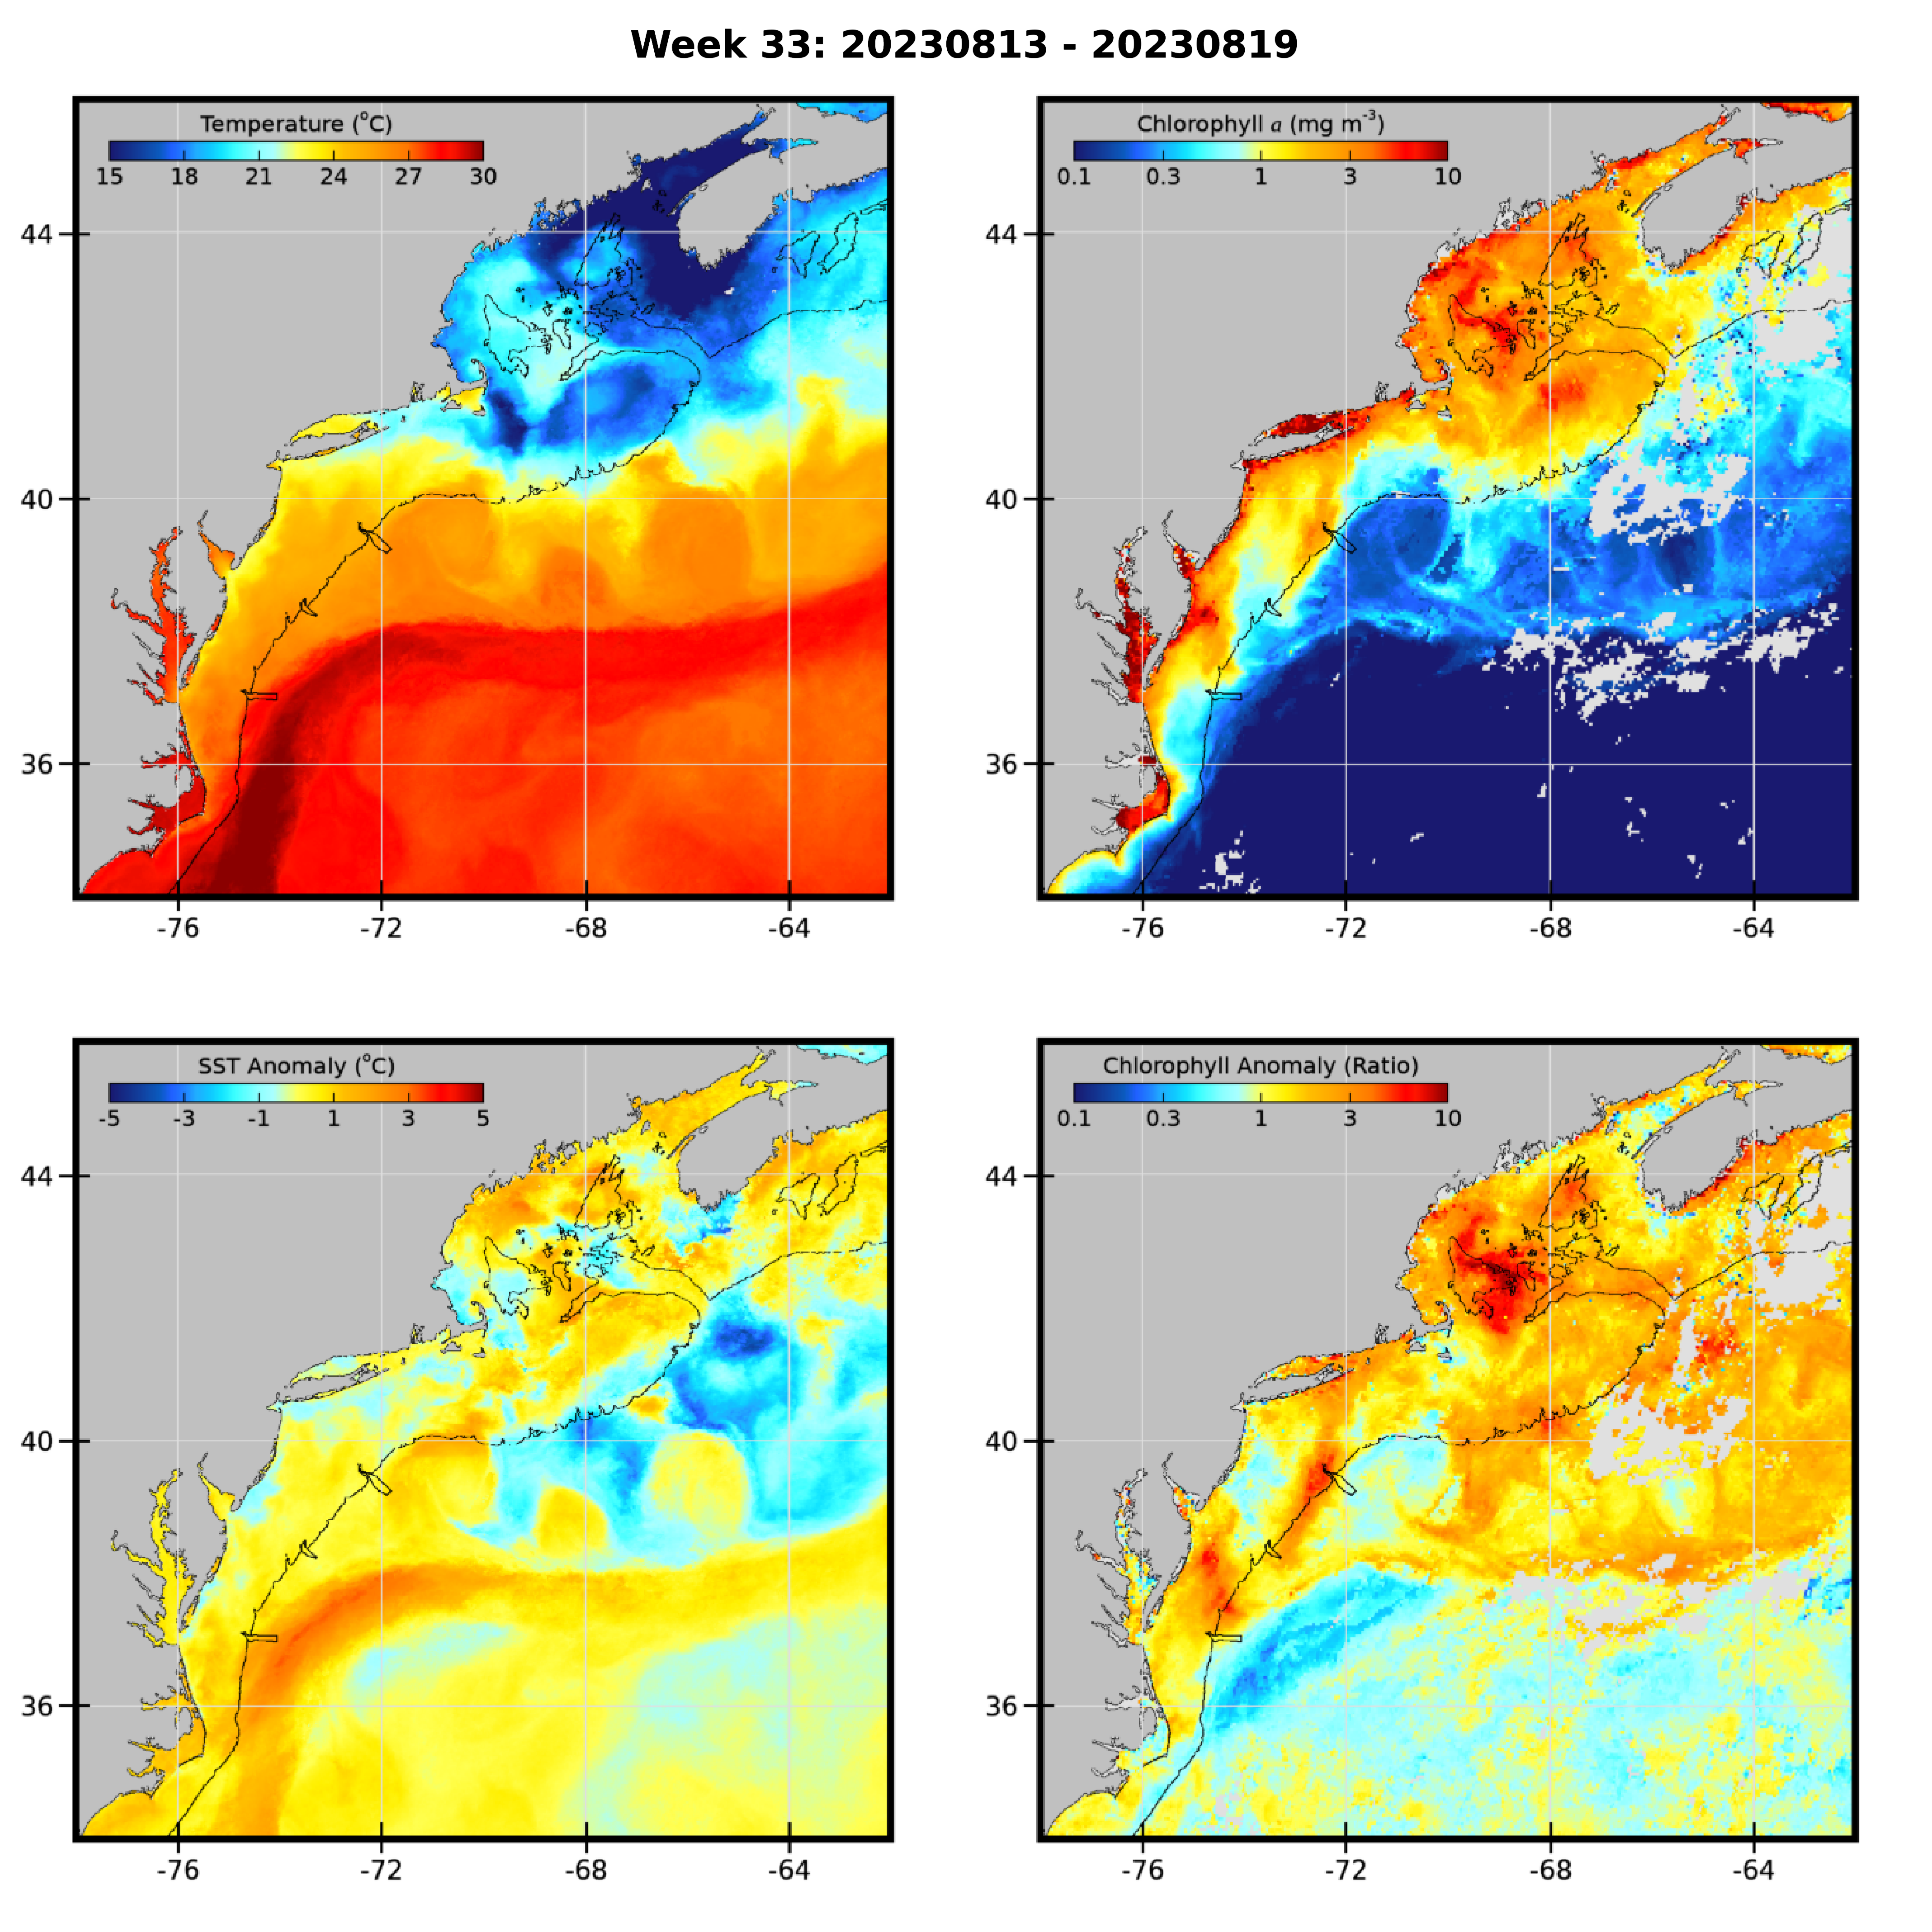 Week 33: 20230813 - 20230819
Temperature (°C)
15 18 21 24 27 30
44
40
36
-76 -72 -68 -64
Chlorophyll a (mg m⁻³)
0.1 0.3 1 3 10
44
40
36
-76 -72 -68 -64
SST Anomaly (°C)
-5 -3 -1 1 3 5
44
40
36
-76 -72 -68 -64
Chlorophyll Anomaly (Ratio)
0.1 0.3 1 3 10
44
40
36
-76 -72 -68 -64